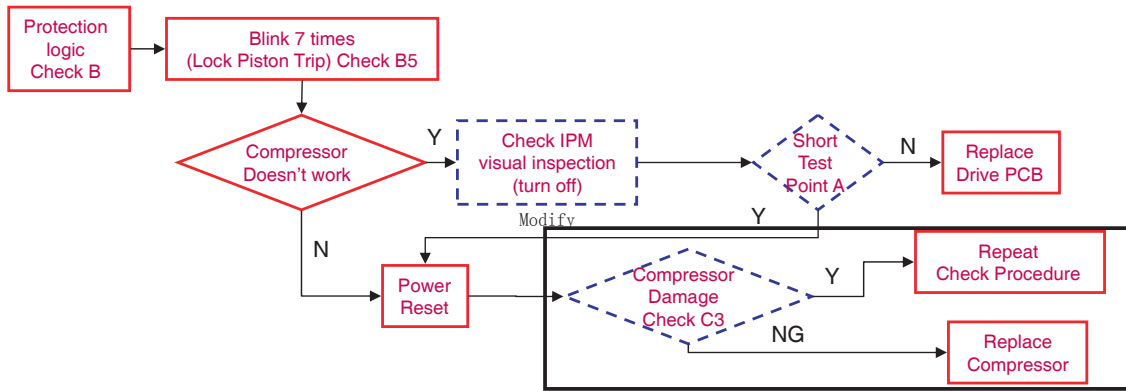 Protection
logic
Check B
Blink 7 times
(Lock Piston Trip) Check B5
Compressor
Doesn't work
Y
Check IPM
visual inspection
(turn off)
Short
Test
Point A
N
Replace
Drive PCB
Modify
Y
N
Power
Reset
Compressor
Damage
Check C3
Y
Repeat
Check Procedure
NG
Replace
Compressor